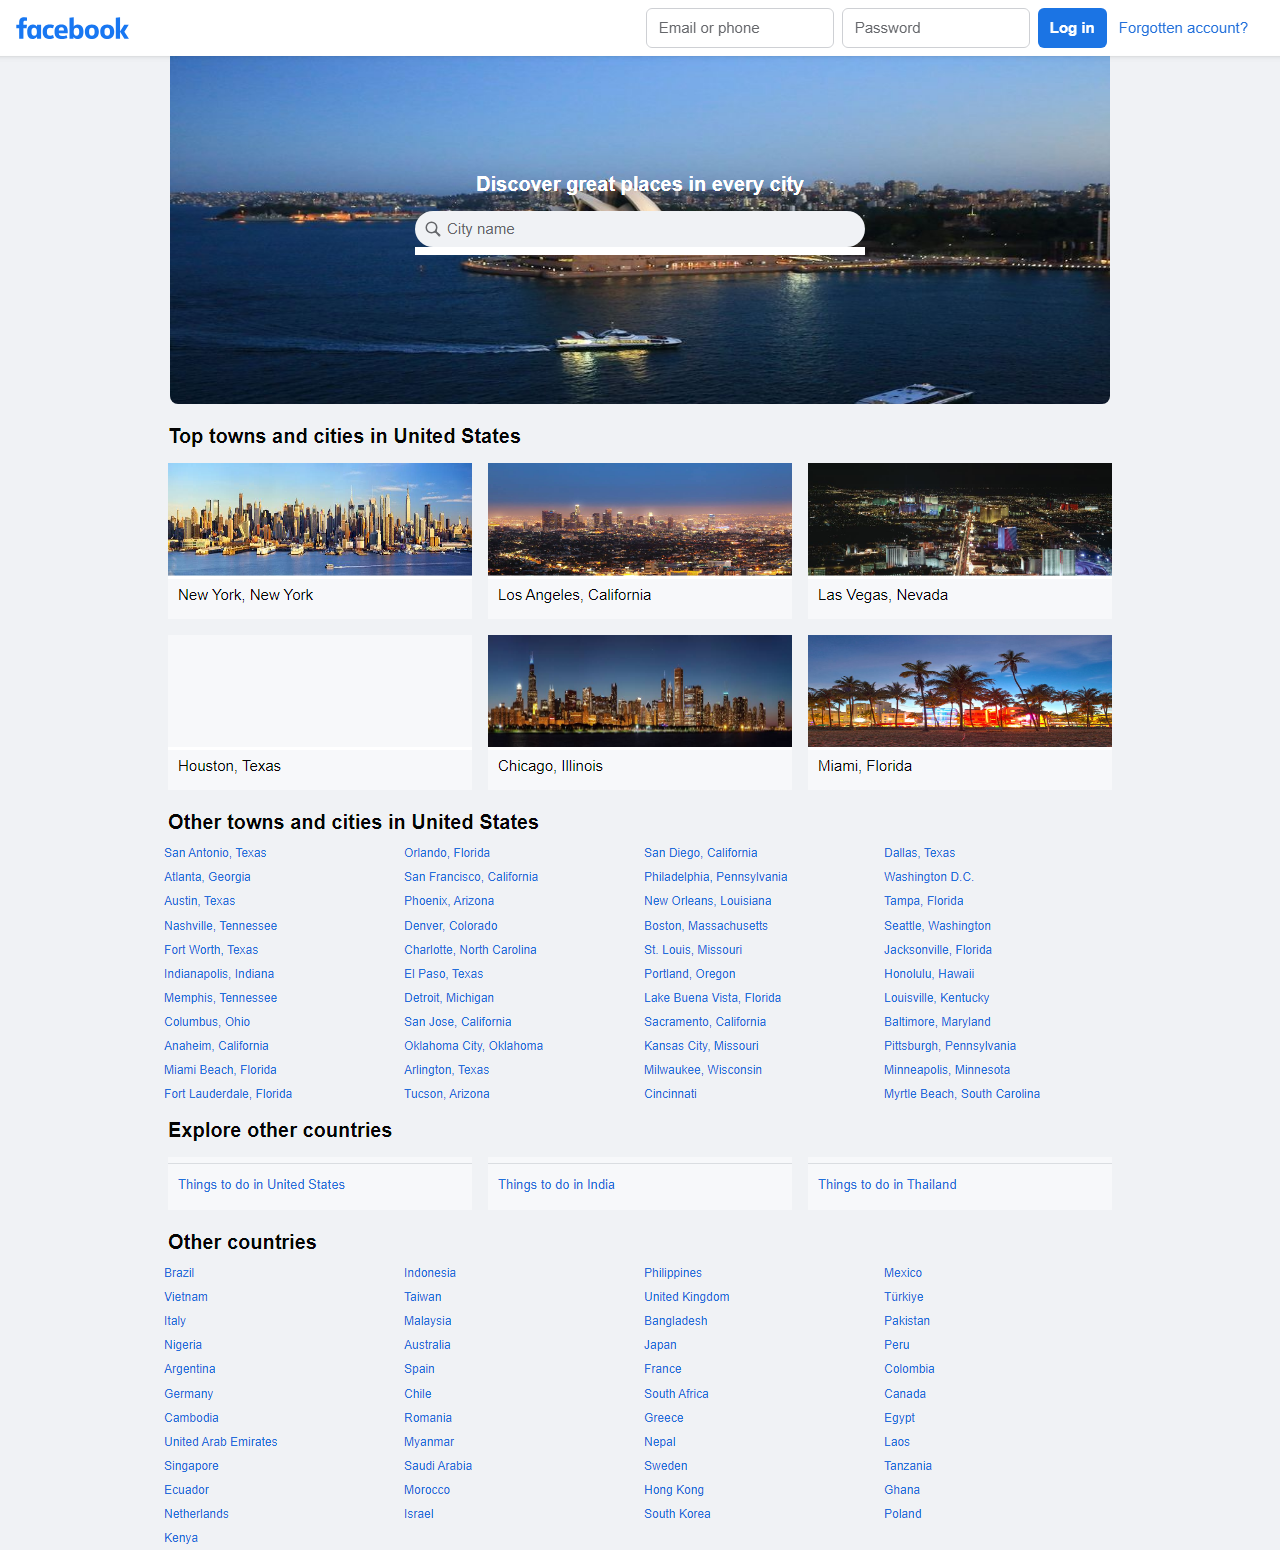 facebook
Email or phone
Password
Log in
Forgotten account?
Discover great places in every city
City name
Top towns and cities in United States
New York, New York
Los Angeles, California
Las Vegas, Nevada
Houston, Texas
Chicago, Illinois
Miami, Florida
Other towns and cities in United States
San Antonio, Texas
Orlando, Florida
San Diego, California
Dallas, Texas
Atlanta, Georgia
San Francisco, California
Philadelphia, Pennsylvania
Washington D.C.
Austin, Texas
Phoenix, Arizona
New Orleans, Louisiana
Tampa, Florida
Nashville, Tennessee
Denver, Colorado
Boston, Massachusetts
Seattle, Washington
Fort Worth, Texas
Charlotte, North Carolina
St. Louis, Missouri
Jacksonville, Florida
Indianapolis, Indiana
El Paso, Texas
Portland, Oregon
Honolulu, Hawaii
Memphis, Tennessee
Detroit, Michigan
Lake Buena Vista, Florida
Louisville, Kentucky
Columbus, Ohio
San Jose, California
Sacramento, California
Baltimore, Maryland
Anaheim, California
Oklahoma City, Oklahoma
Kansas City, Missouri
Pittsburgh, Pennsylvania
Miami Beach, Florida
Arlington, Texas
Milwaukee, Wisconsin
Minneapolis, Minnesota
Fort Lauderdale, Florida
Tucson, Arizona
Cincinnati
Myrtle Beach, South Carolina
Explore other countries
Things to do in United States
Things to do in India
Things to do in Thailand
Other countries
Brazil
Indonesia
Philippines
Mexico
Vietnam
Taiwan
United Kingdom
Türkiye
Italy
Malaysia
Bangladesh
Pakistan
Nigeria
Australia
Japan
Peru
Argentina
Spain
France
Colombia
Germany
Chile
South Africa
Canada
Cambodia
Romania
Greece
Egypt
United Arab Emirates
Myanmar
Nepal
Laos
Singapore
Saudi Arabia
Sweden
Tanzania
Ecuador
Morocco
Hong Kong
Ghana
Netherlands
Israel
South Korea
Poland
Kenya